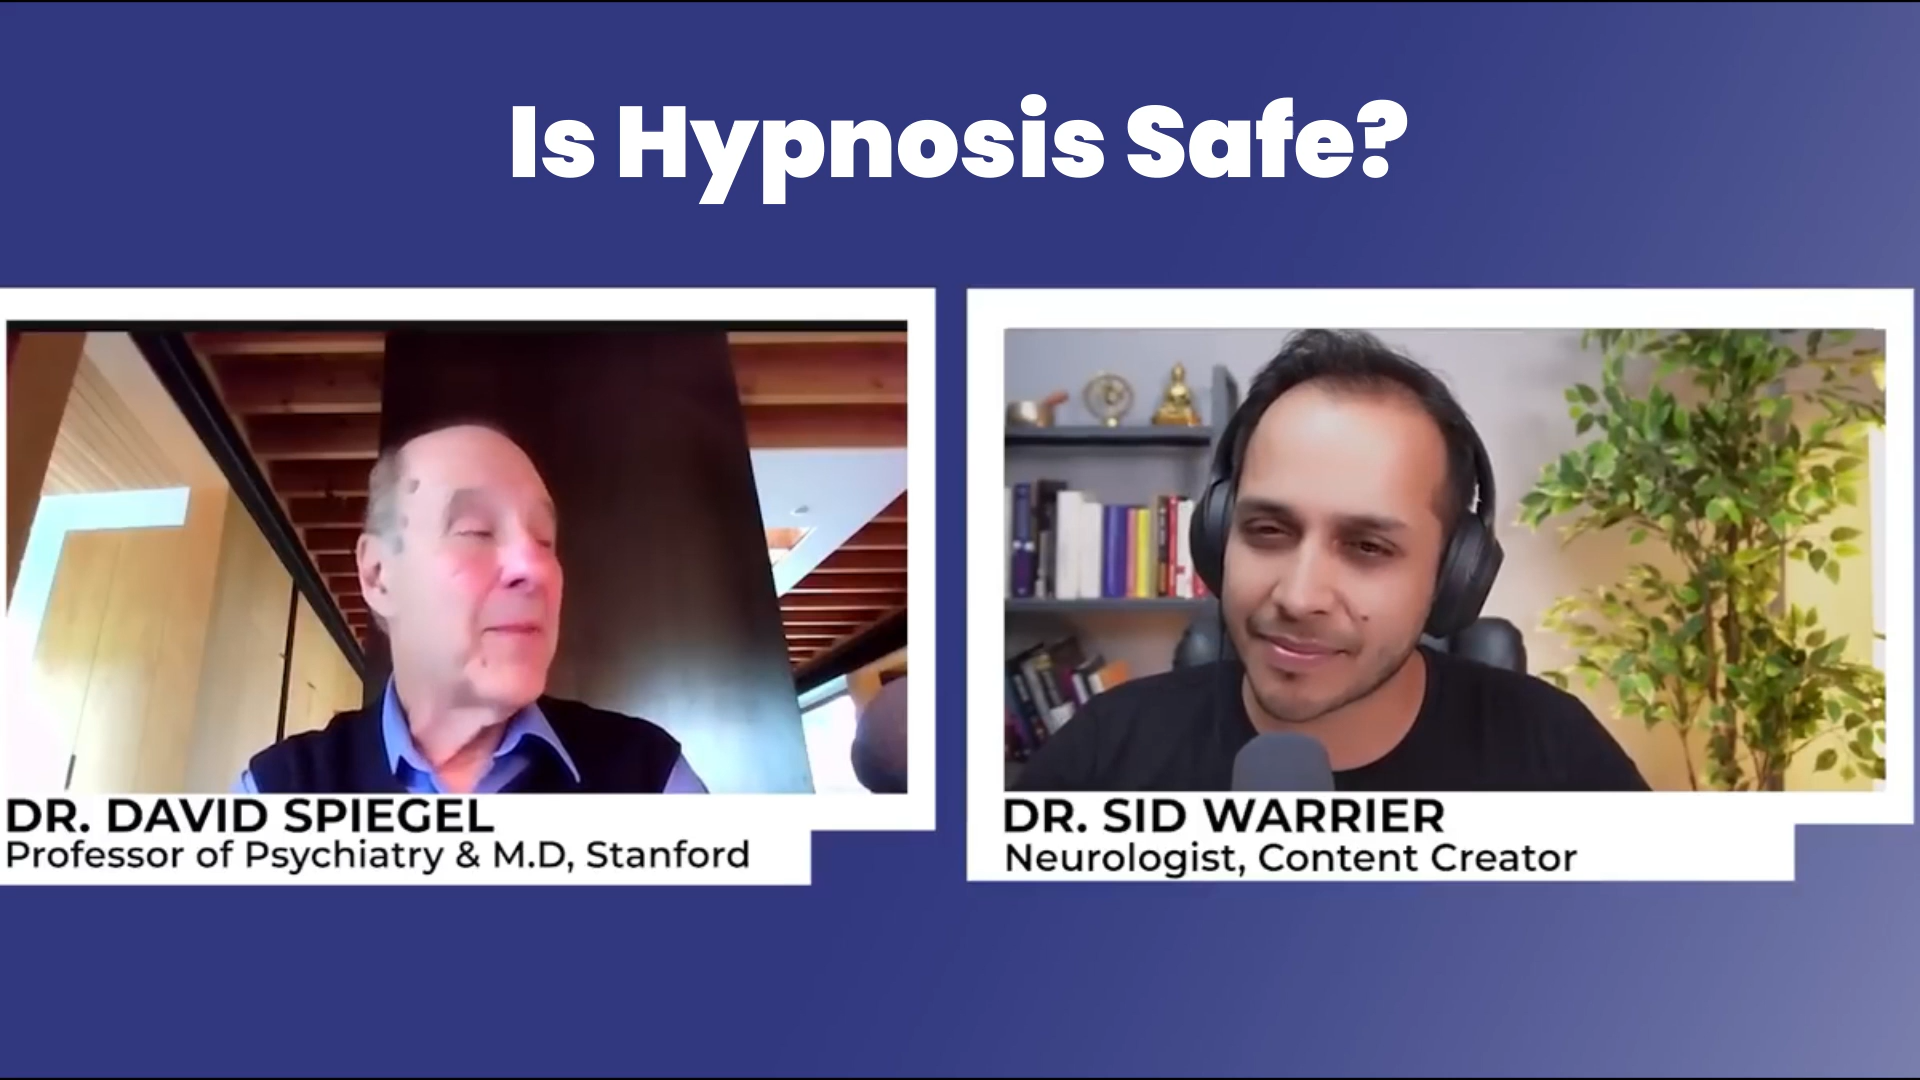 Is Hypnosis Safe?
DR. DAVID SPIEGEL
Professor of Psychiatry & M.D, Stanford
DR. SID WARRIER
Neurologist, Content Creator